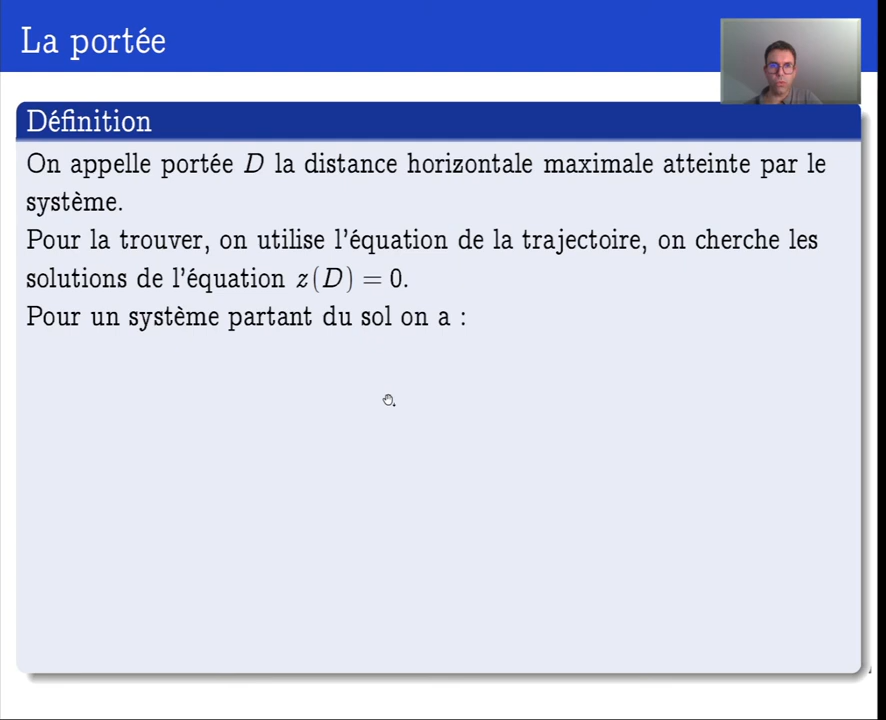 La portée
Définition
On appelle portée D la distance horizontale maximale atteinte par le
système.
Pour la trouver, on utilise l'équation de la trajectoire, on cherche les
solutions de l'équation z(D) = 0.
Pour un système partant du sol on a :